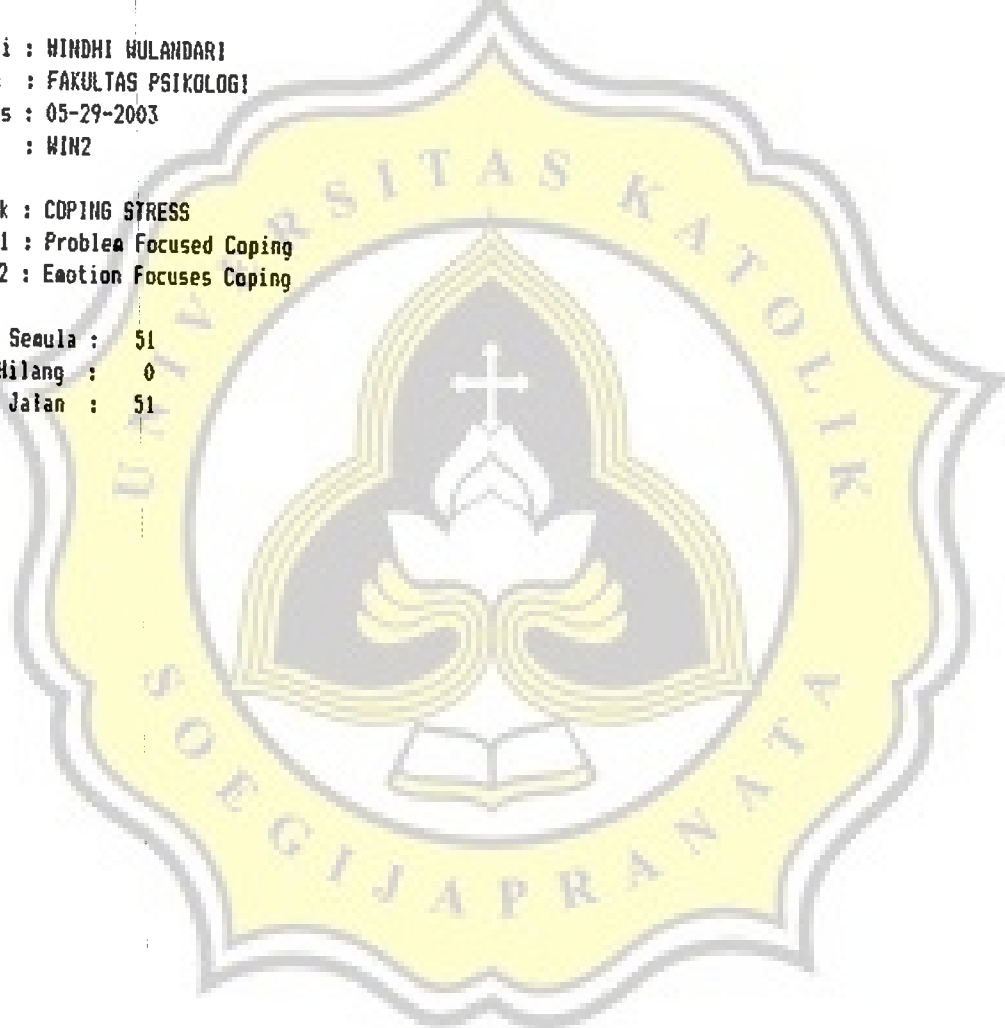 i : WINDHI WULANDARI
: FAKULTAS PSIKOLOGI
s : 05-29-2003
: WIN2
k : COPING STRESS
1 : Problem Focused Coping
2 : Emotion Focuses Coping
Semula : 51
Hilang : 0
Jalan : 51
UNIVERSITAS KATOLIK
SOEGIJAPRANATA